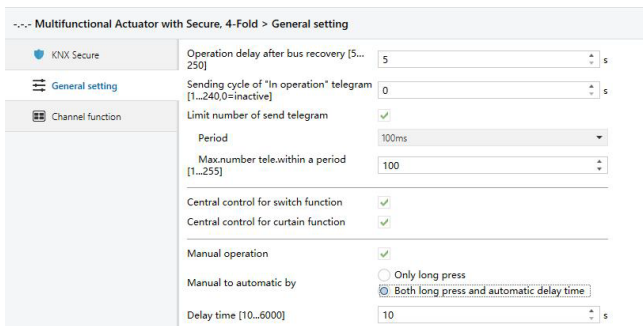 -.-.- Multifunctional Actuator with Secure, 4-Fold > General setting
KNX Secure
General setting
Channel function
Operation delay after bus recovery [5...
250]
5
s
Sending cycle of "In operation" telegram
[1...240,0=inactive]
0
s
Limit number of send telegram
Period
100ms
Max.number tele.within a period
[1...255]
100
Central control for switch function
Central control for curtain function
Manual operation
Manual to automatic by
Only long press
Both long press and automatic delay time
Delay time [10...6000]
10
s